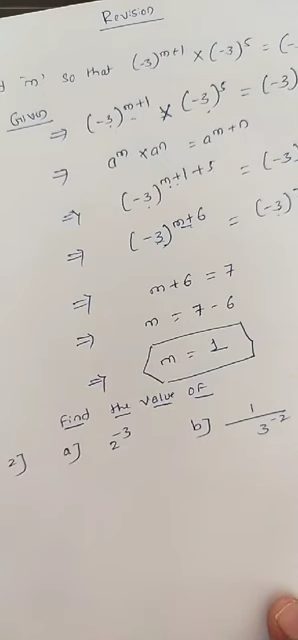 Revision
'm' so that (-3)^{m+1} × (-3)^5 = (-
Given ⇒ (-3)^{m+1} × (-3)^5 = (-3)
⇒ a^m × a^n = a^{m+n}
⇒ (-3)^{m+1+5} = (-3)
⇒ (-3)^{m+6} = (-3)^7
⇒ m+6 = 7
⇒ m = 7-6
⇒ m = 1
Find the value of
2] a] 2^{-3} b] 1/3^{-2}